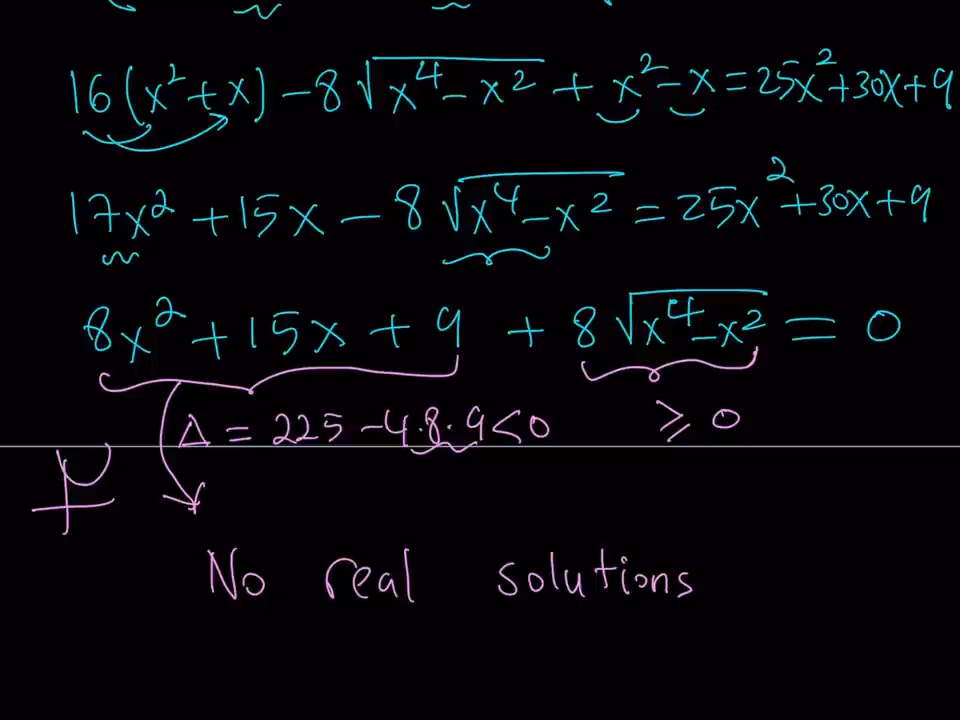 16(x² + x) − 8√(x⁴ − x²) + x² − x = 25x² + 30x + 9
17x² + 15x − 8√(x⁴ − x²) = 25x² + 30x + 9
8x² + 15x + 9 + 8√(x⁴ − x²) = 0
Δ = 225 − 4·8·9 < 0 ≥ 0
No real solutions